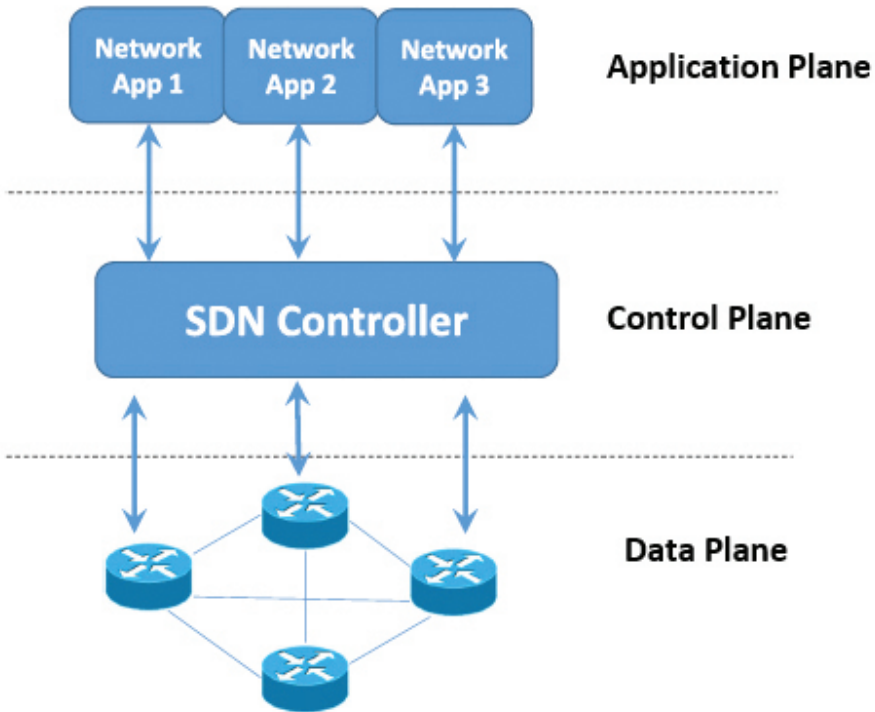 Network
App 1
Network
App 2
Network
App 3
Application Plane
SDN Controller
Control Plane
Data Plane